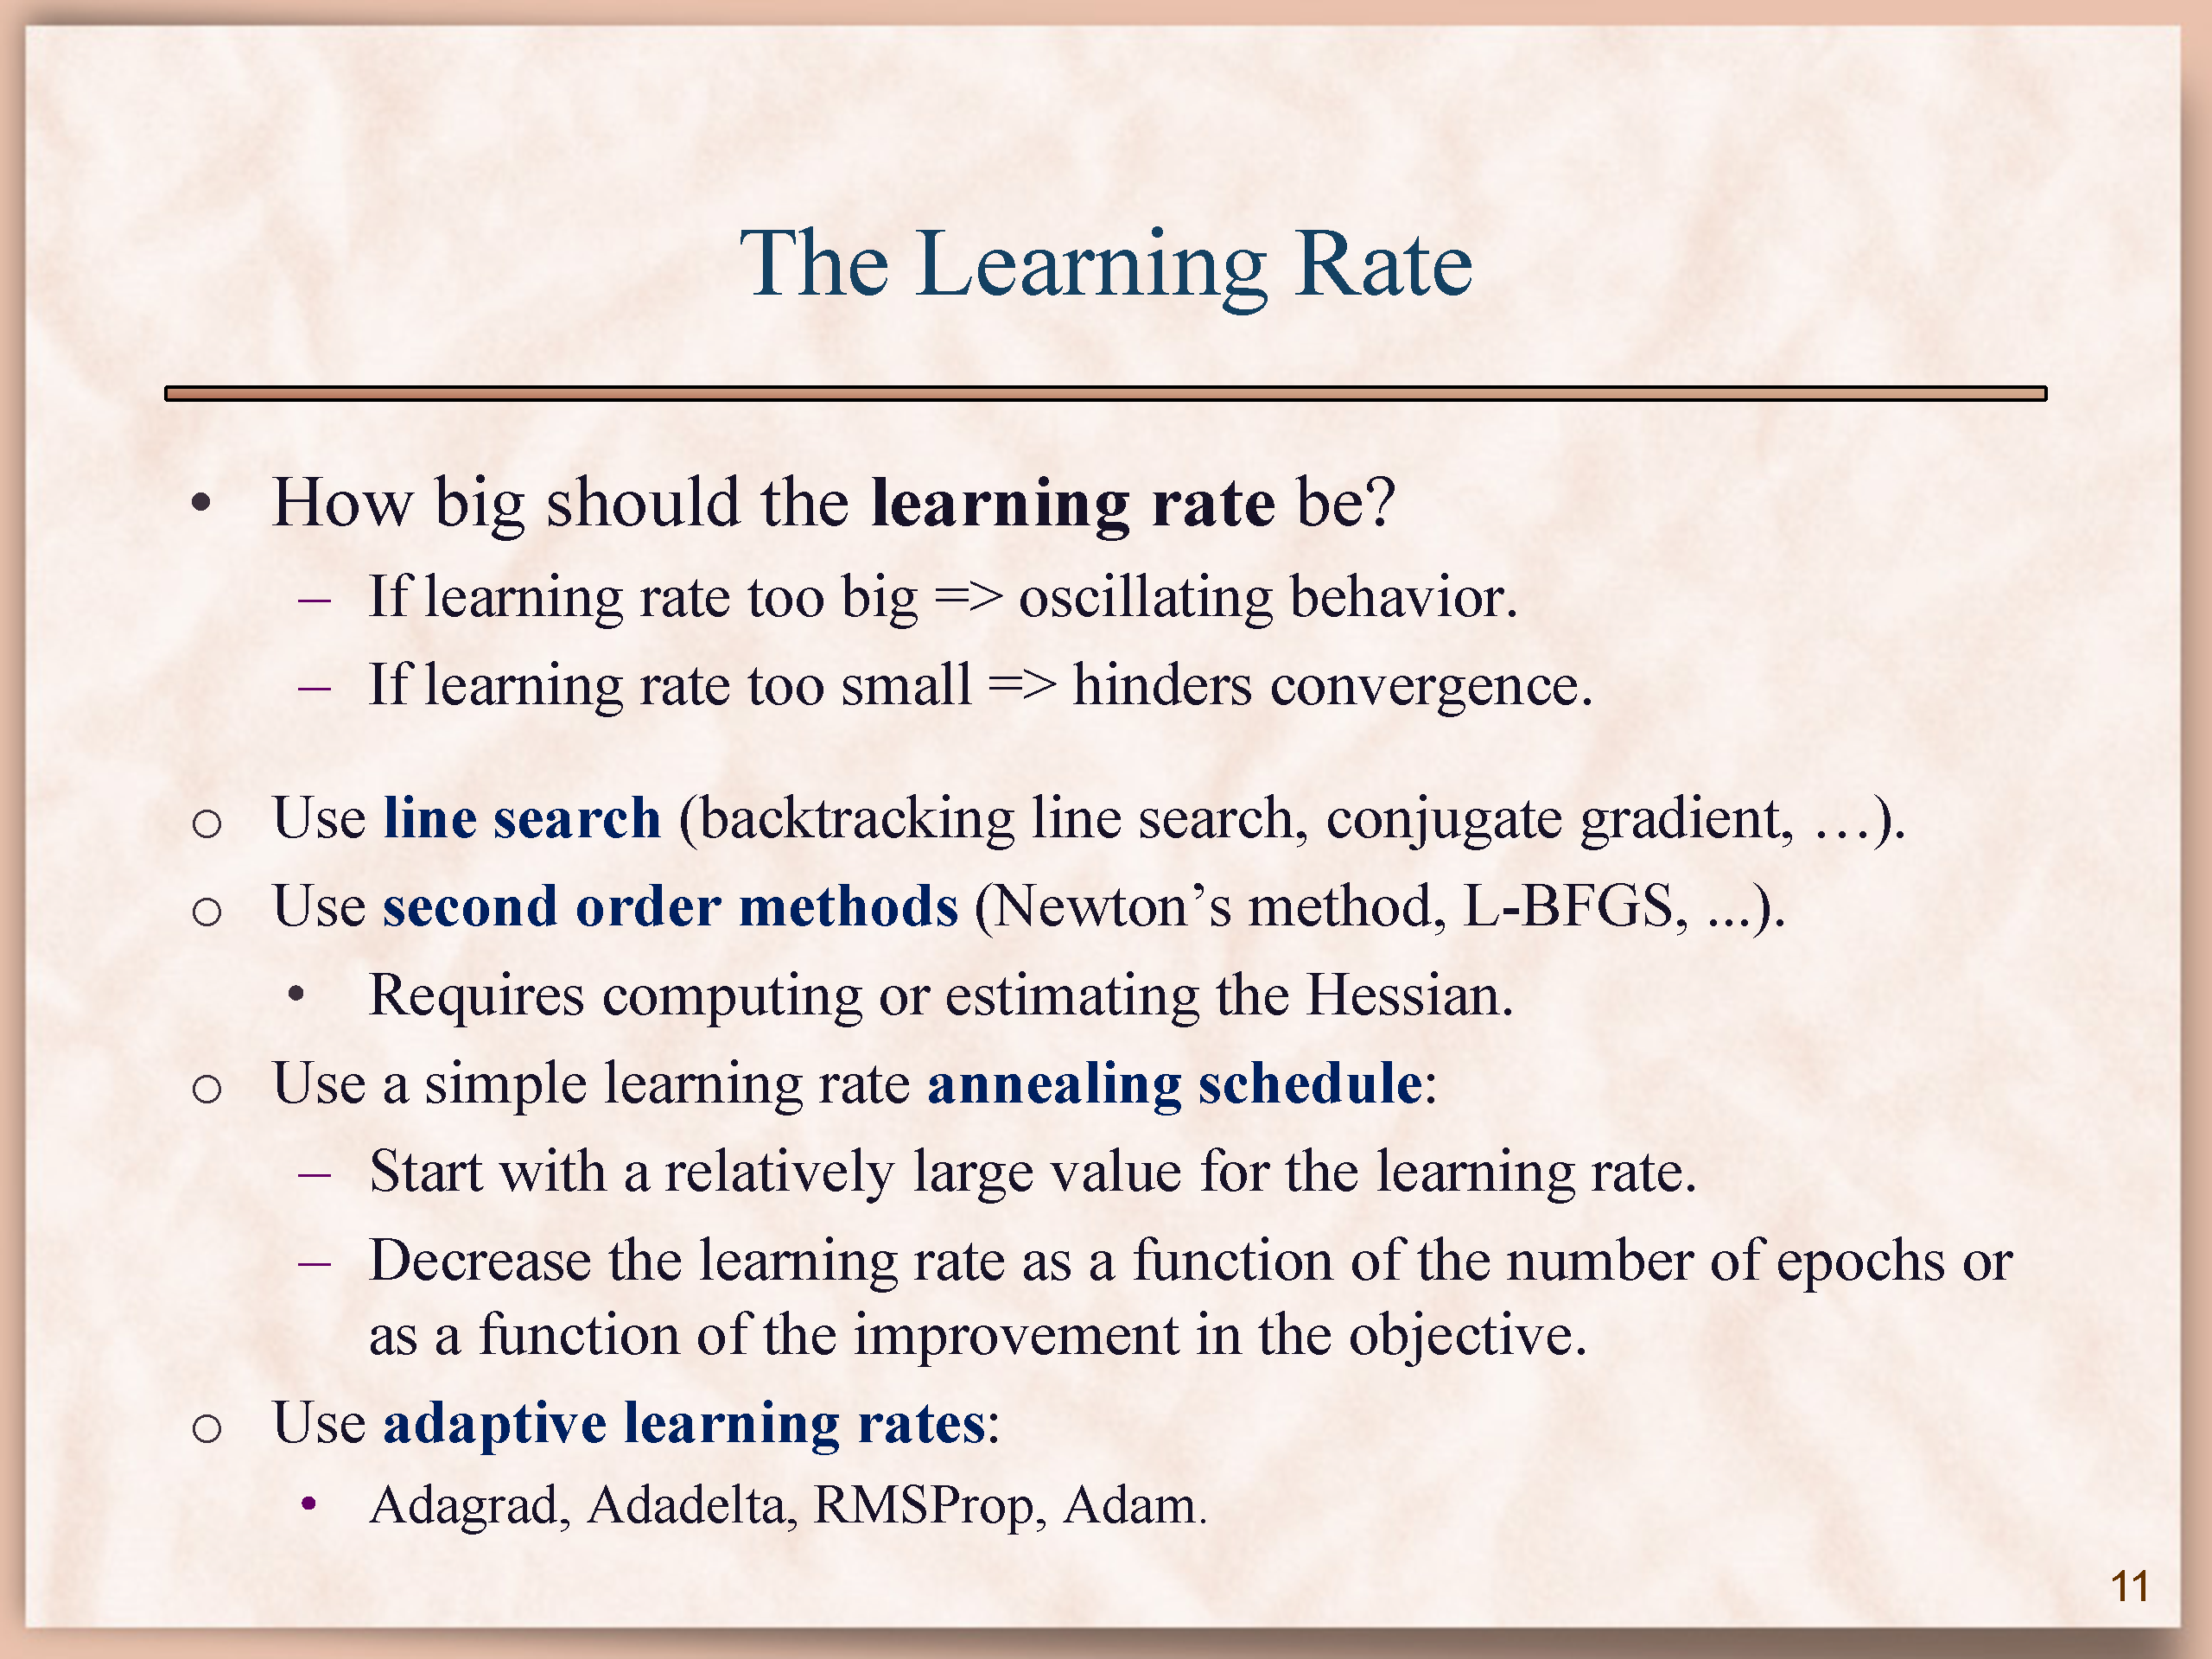 The Learning Rate
• How big should the learning rate be?
– If learning rate too big => oscillating behavior.
– If learning rate too small => hinders convergence.
o Use line search (backtracking line search, conjugate gradient, …).
o Use second order methods (Newton’s method, L-BFGS, ...).
• Requires computing or estimating the Hessian.
o Use a simple learning rate annealing schedule:
– Start with a relatively large value for the learning rate.
– Decrease the learning rate as a function of the number of epochs or
as a function of the improvement in the objective.
o Use adaptive learning rates:
• Adagrad, Adadelta, RMSProp, Adam.
11